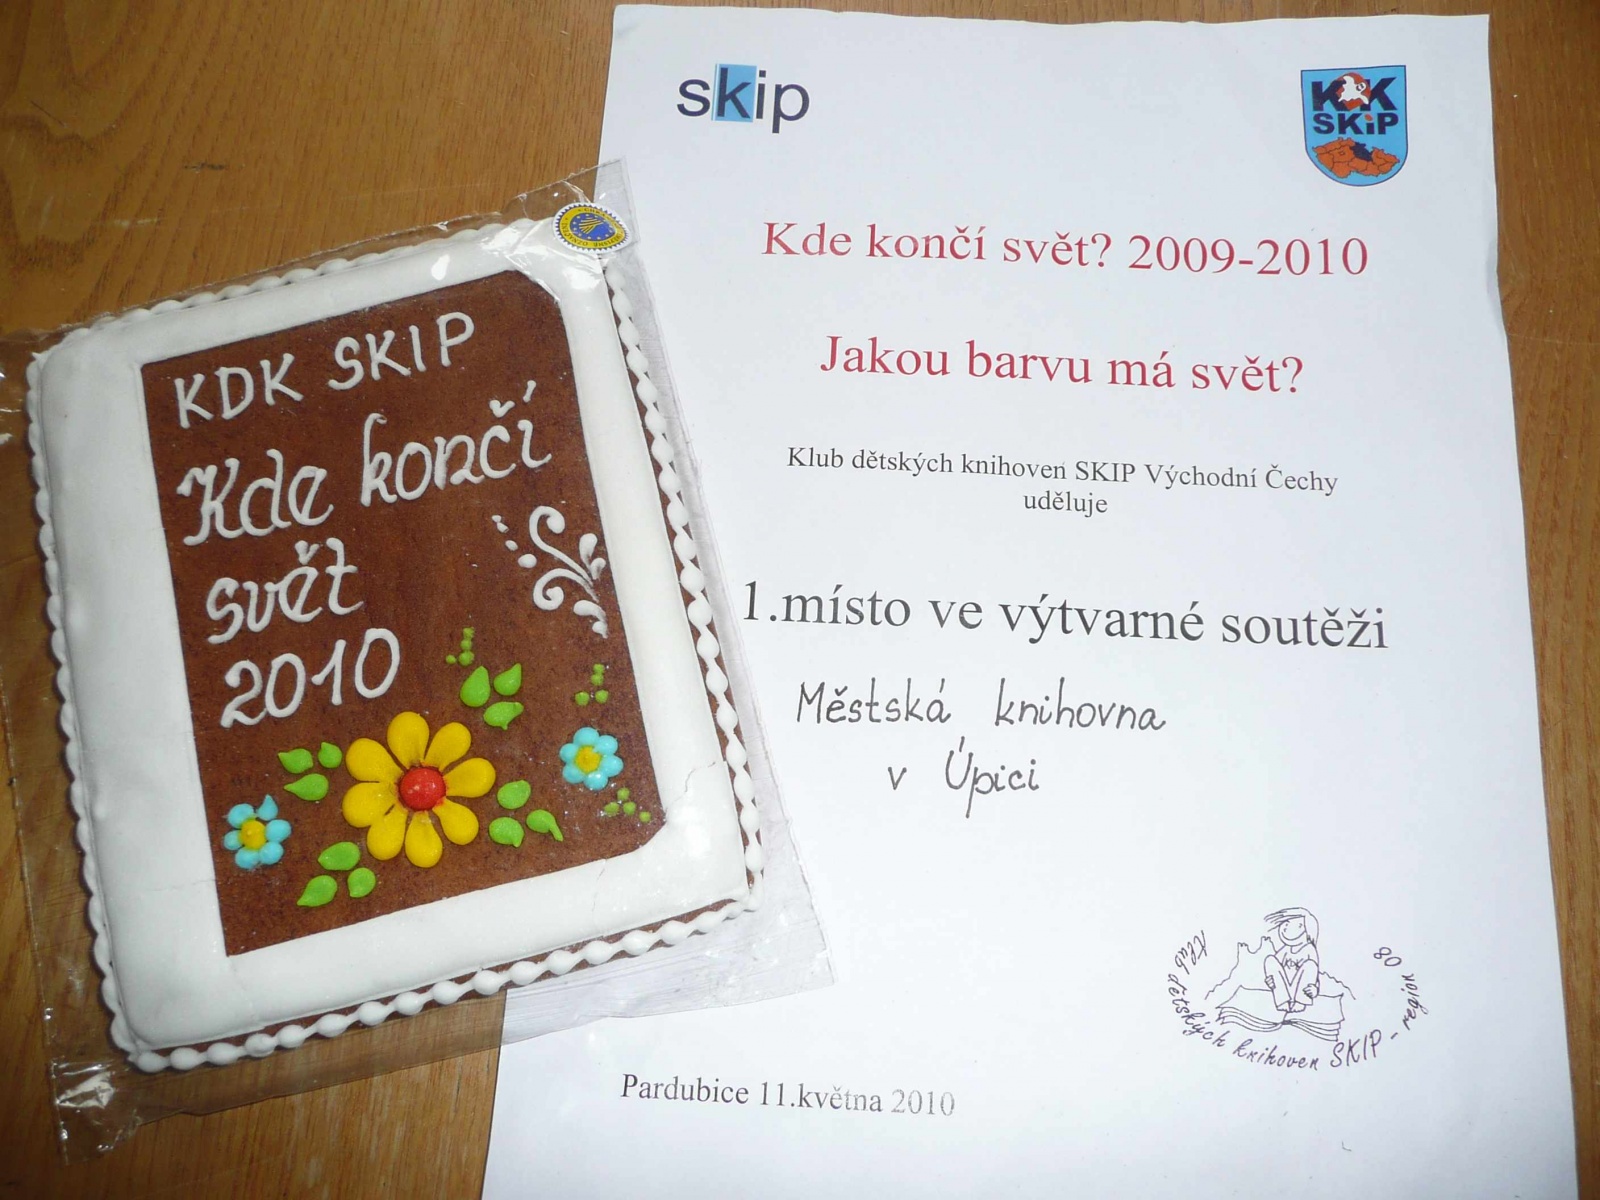 KDK SKIP
Kde končí
svět
2010
skip
KDK
SKIP
Kde končí svět? 2009-2010
Jakou barvu má svět?
Klub dětských knihoven SKIP Východní Čechy
uděluje
1.místo ve výtvarné soutěži
Městská knihovna
v Úpici
KDK
Klub dětských knihoven SKIP - region 08
Pardubice 11.května 2010